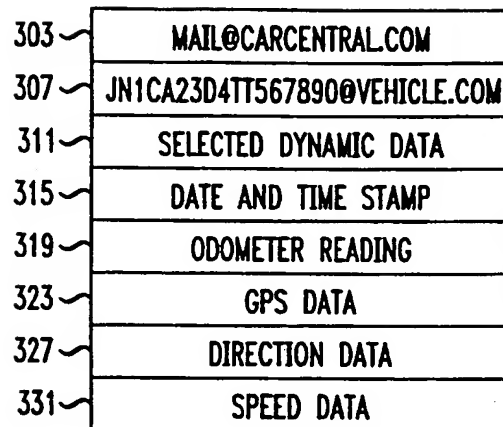 303 MAIL@CARCENTRAL.COM
307 JN1CA23D4TT567890@VEHICLE.COM
311 SELECTED DYNAMIC DATA
315 DATE AND TIME STAMP
319 ODOMETER READING
323 GPS DATA
327 DIRECTION DATA
331 SPEED DATA